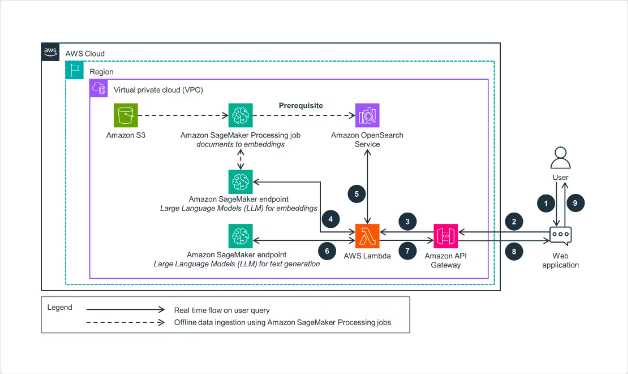 aws
AWS Cloud
Region
Virtual private cloud (VPC)
Prerequisite
Amazon S3
Amazon SageMaker Processing job
documents to embeddings
Amazon OpenSearch
Service
Amazon SageMaker endpoint
Large Language Models (LLM) for embeddings
User
5
1
9
4
3
2
Amazon SageMaker endpoint
Large Language Models (LLM) for text generation
6
AWS Lambda
7
Amazon API
Gateway
8
Web
application
Legend
Real time flow on user query
Offline data ingestion using Amazon SageMaker Processing jobs